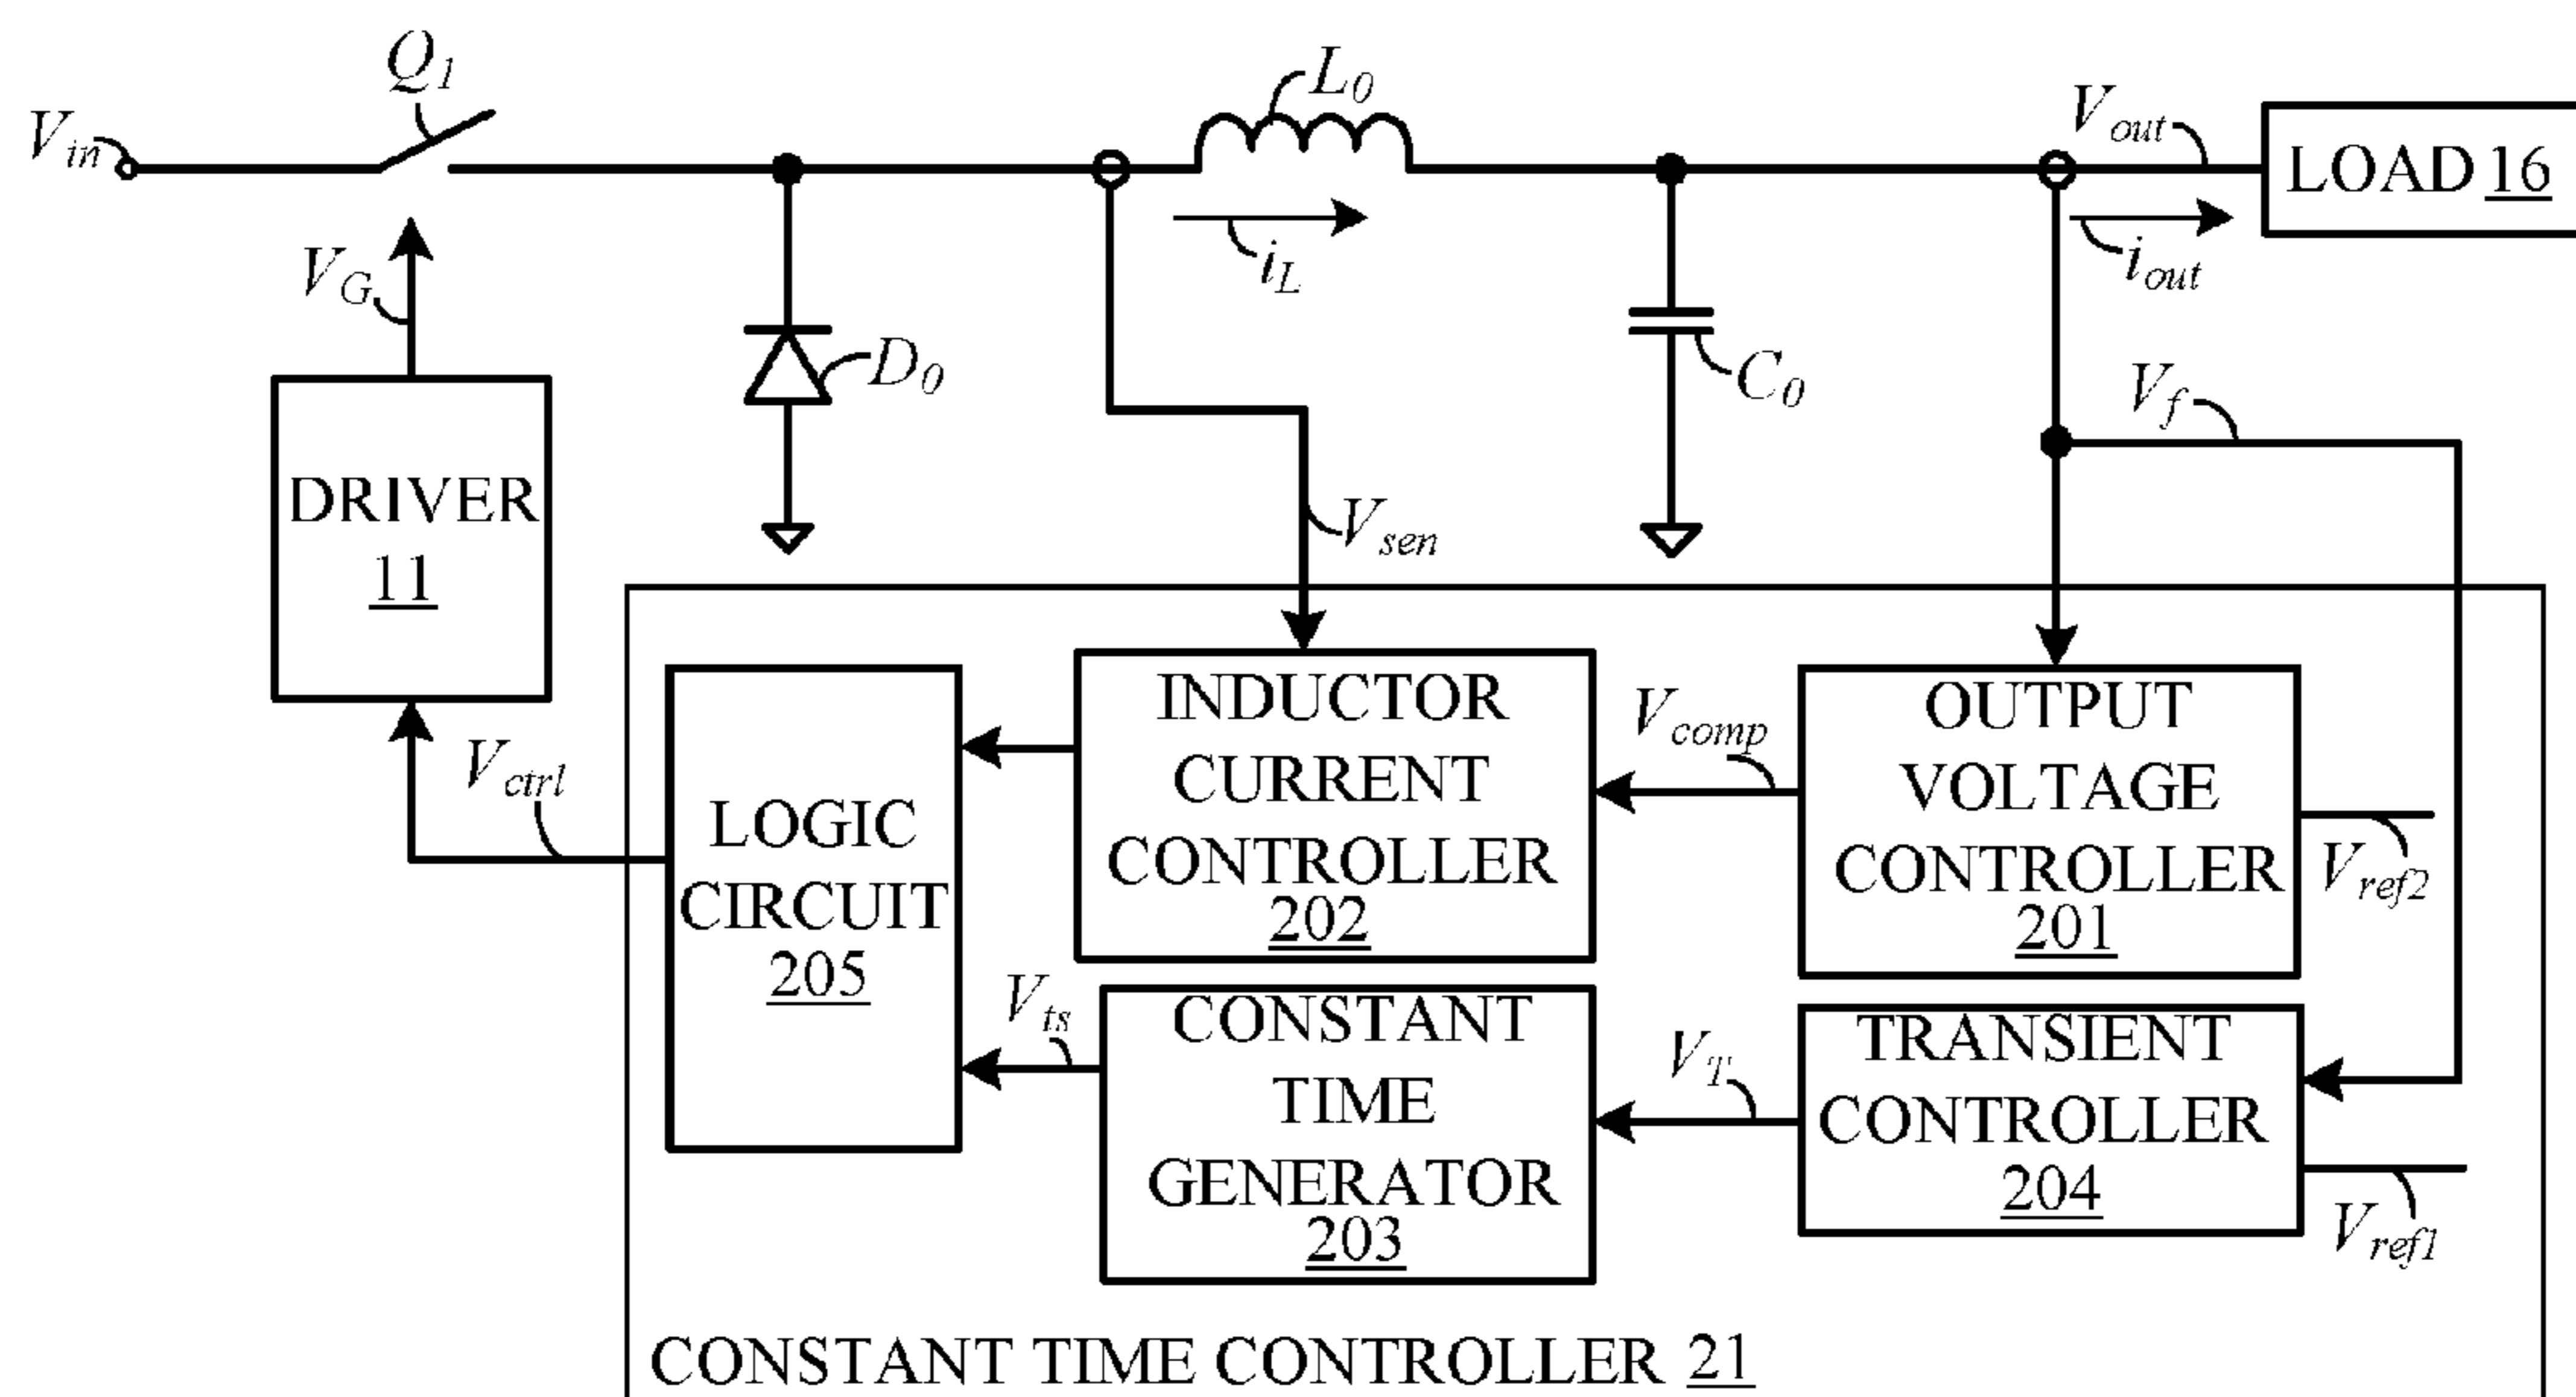 Q1
L0
Vin
Vout
LOAD 16
VG
iL
iout
D0
C0
Vf
DRIVER
11
Vsen
Vctrl
LOGIC
CIRCUIT
205
INDUCTOR
CURRENT
CONTROLLER
202
Vcomp
OUTPUT
VOLTAGE
CONTROLLER
201
Vref2
Vts
CONSTANT
TIME
GENERATOR
203
VT
TRANSIENT
CONTROLLER
204
Vref1
CONSTANT TIME CONTROLLER 21